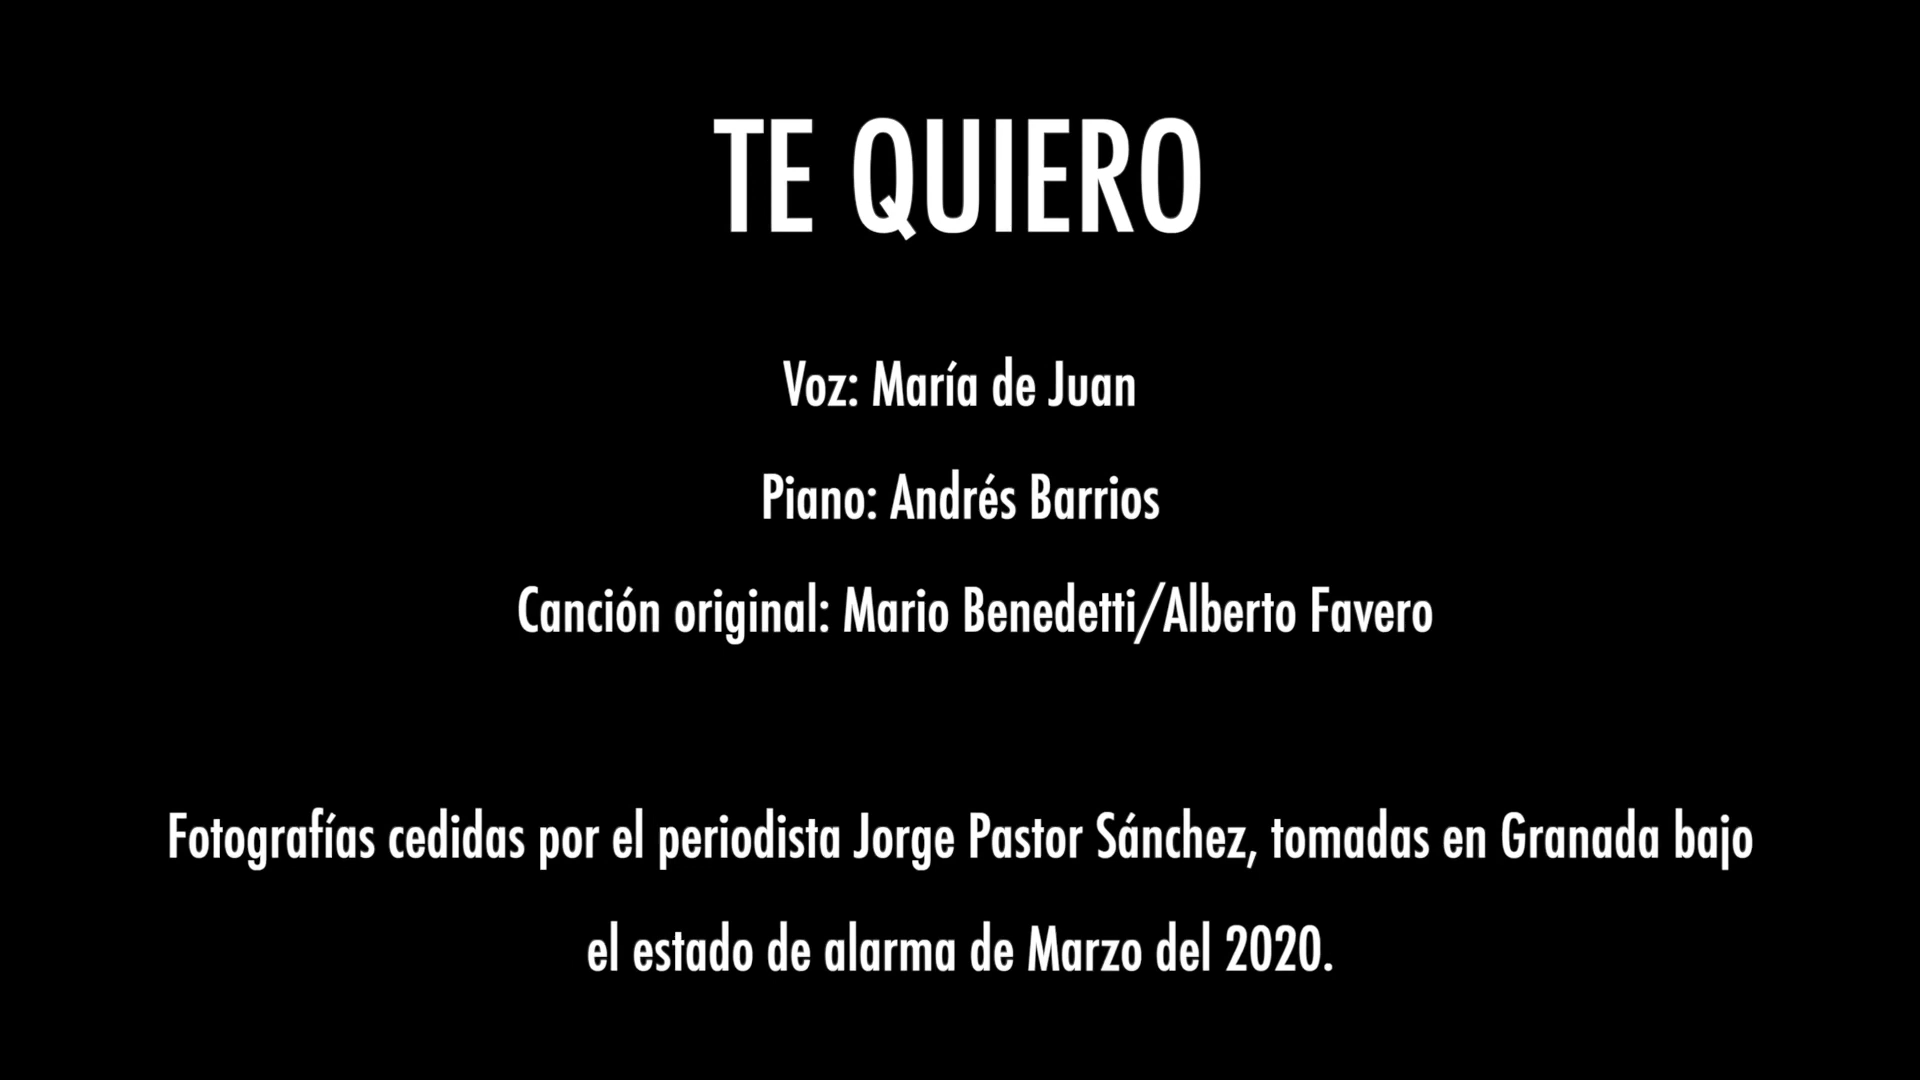 TE QUIERO
Voz: María de Juan
Piano: Andrés Barrios
Canción original: Mario Benedetti/Alberto Favero
Fotografías cedidas por el periodista Jorge Pastor Sánchez, tomadas en Granada bajo
el estado de alarma de Marzo del 2020.